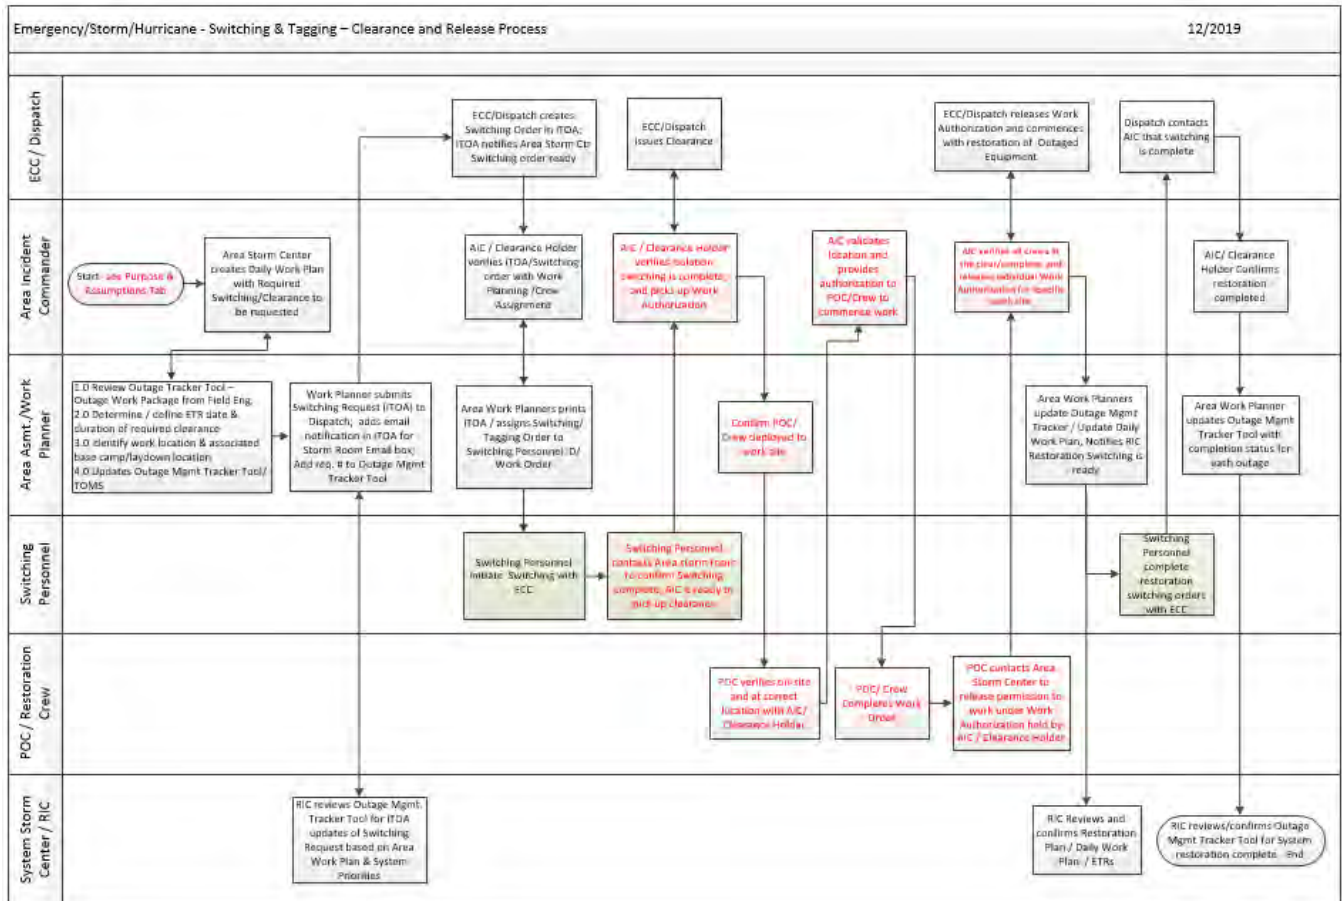 Emergency/Storm/Hurricane - Switching & Tagging – Clearance and Release Process
12/2019
ECC / Dispatch
ECC/Dispatch creates
Switching Order in iTOA;
iTOA notifies Area Storm Ctr
Switching order ready
ECC/Dispatch
issues Clearance
ECC/Dispatch releases Work
Authorization and commences
with restoration of Outaged
Equipment
Dispatch contacts
AIC that switching
is complete
Area Incident
Commander
Start- see Purpose &
Assumptions Tab
Area Storm Center
creates Daily Work Plan
with Required
Switching/Clearance to
be requested
AIC / Clearance Holder
verifies iTOA/Switching
order with Work
Planning /Crew
Assignment
AIC / Clearance Holder
verified isolation
switching is complete,
and picks up Work
Authorization
AIC validates
location and
provides
authorization to
POC/Crew to
commence work
AIC verifies all crews in
the clear/complete, and
releases individual Work
Authorization for specific
work site
AIC/ Clearance
Holder Confirms
restoration
completed
Area Asmt./Work
Planner
1.0 Review Outage Tracker Tool –
Outage Work Package from Field Eng.
2.0 Determine / define ETR date &
duration of required clearance
3.0 Identify work location & associated
base camp/laydown location
4.0 Updates Outage Mgmt Tracker Tool/
TOMS
Work Planner submits
Switching Request (iTOA) to
Dispatch; adds email
notification in iTOA for
Storm Room Email box;
Add req. # to Outage Mgmt
Tracker Tool
Area Work Planners prints
iTOA / assigns Switching/
Tagging Order to
Switching Personnel ID/
Work Order
Confirm POC/
Crew deployed to
work site
Area Work Planners
update Outage Mgmt
Tracker / Update Daily
Work Plan, Notifies RIC
Restoration Switching is
ready
Area Work Planner
updates Outage Mgmt
Tracker Tool with
completion status for
vath outage
Switching
Personnel
Switching Personnel
initiate Switching with
ECC
Switching Personnel
contacts Area storm room
to confirm Switching
complete, AIC is ready to
pick up clearance
Switching
Personnel
complete
restoration
switching orders
with ECC
POC / Restoration
Crew
POC verifies on-site
and at correct
location with AIC/
Clearance Holder
POC/ Crew
Completes Work
Order
POC contacts Area
Storm Center to
release permission to
work under Work
Authorization held by
AIC / Clearance Holder
System Storm
Center / RIC
RIC reviews Outage Mgmt.
Tracker Tool for iTOA
updates of Switching
Request based on Area
Work Plan & System
Priorities
RIC Reviews and
confirms Restoration
Plan / Daily Work
Plan / ETRs
RIC reviews/confirms Outage
Mgmt Tracker Tool for System
restoration complete - End